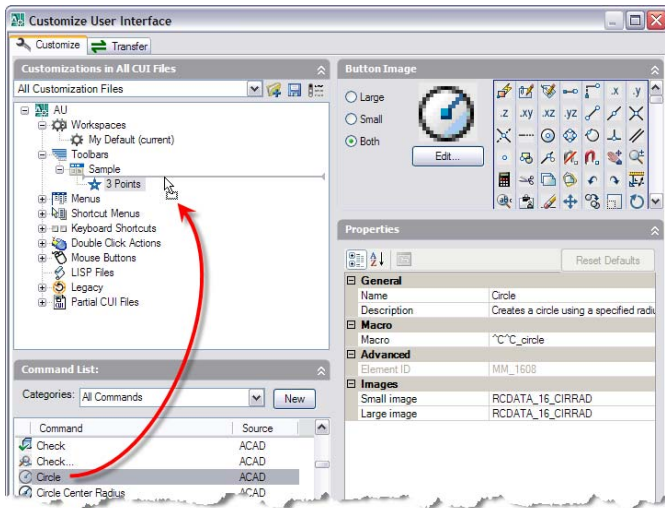 Customize User Interface
Customize
Transfer
Customizations in All CUI Files
All Customization Files
AU
Workspaces
My Default (current)
Toolbars
Sample
3 Points
Menus
Shortcut Menus
Keyboard Shortcuts
Double Click Actions
Mouse Buttons
LISP Files
Legacy
Partial CUI Files
Command List:
Categories: All Commands
New
Command Source
Check ACAD
Check... ACAD
Circle ACAD
Circle Center Radius ACAD
Button Image
Large
Small
Both
Edit...
.x .y
.z .xy .xz .yz
Properties
Reset Defaults
General
Name Circle
Description Creates a circle using a specified radiu
Macro
Macro ^C^C_circle
Advanced
Element ID MM_1608
Images
Small image RCDATA_16_CIRRAD
Large image RCDATA_16_CIRRAD